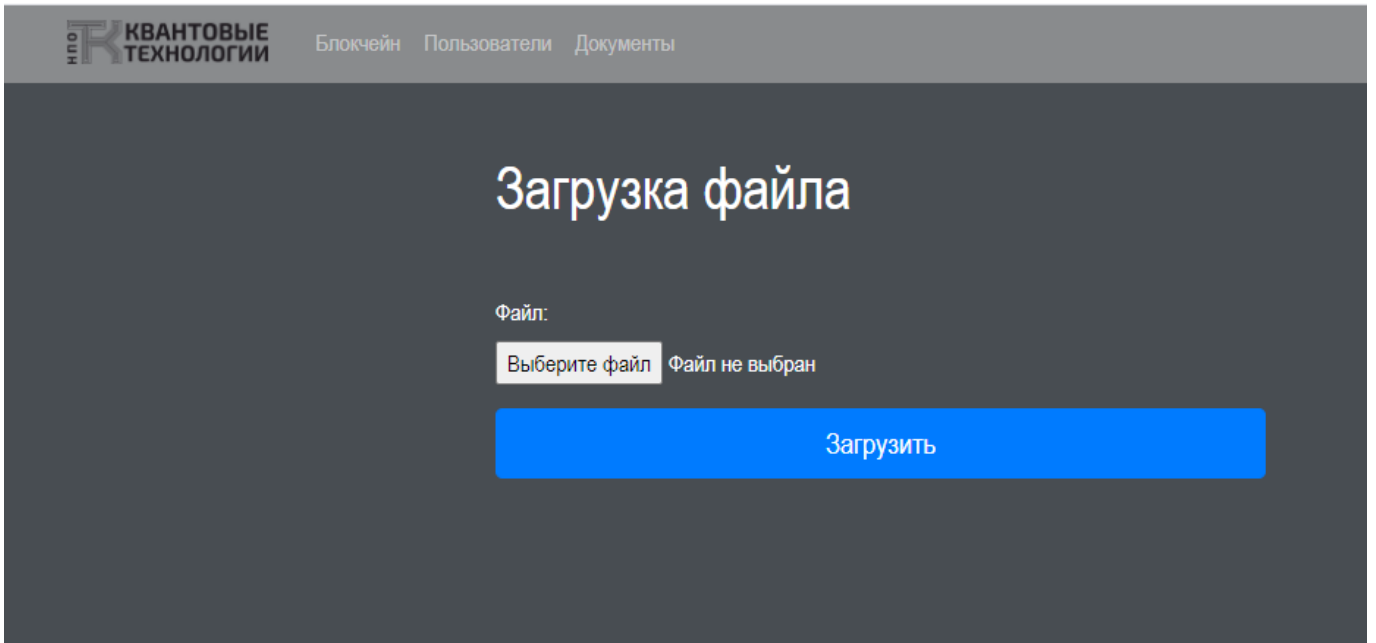 НПО
КВАНТОВЫЕ
ТЕХНОЛОГИИ
Блокчейн Пользователи Документы
Загрузка файла
Файл:
Выберите файл Файл не выбран
Загрузить